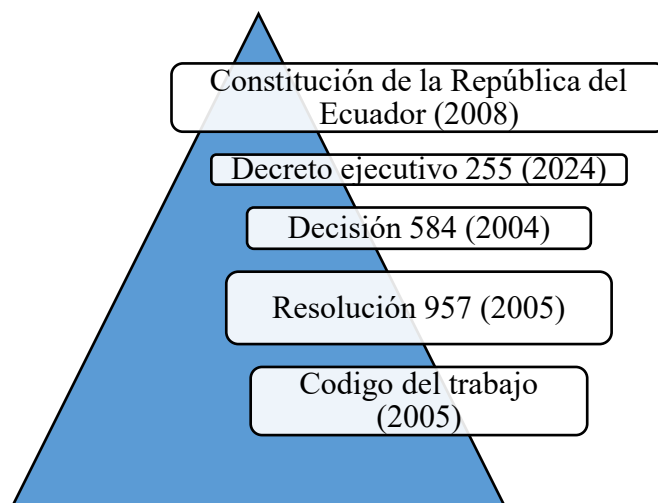 Constitución de la República del
Ecuador (2008)
Decreto ejecutivo 255 (2024)
Decisión 584 (2004)
Resolución 957 (2005)
Codigo del trabajo
(2005)